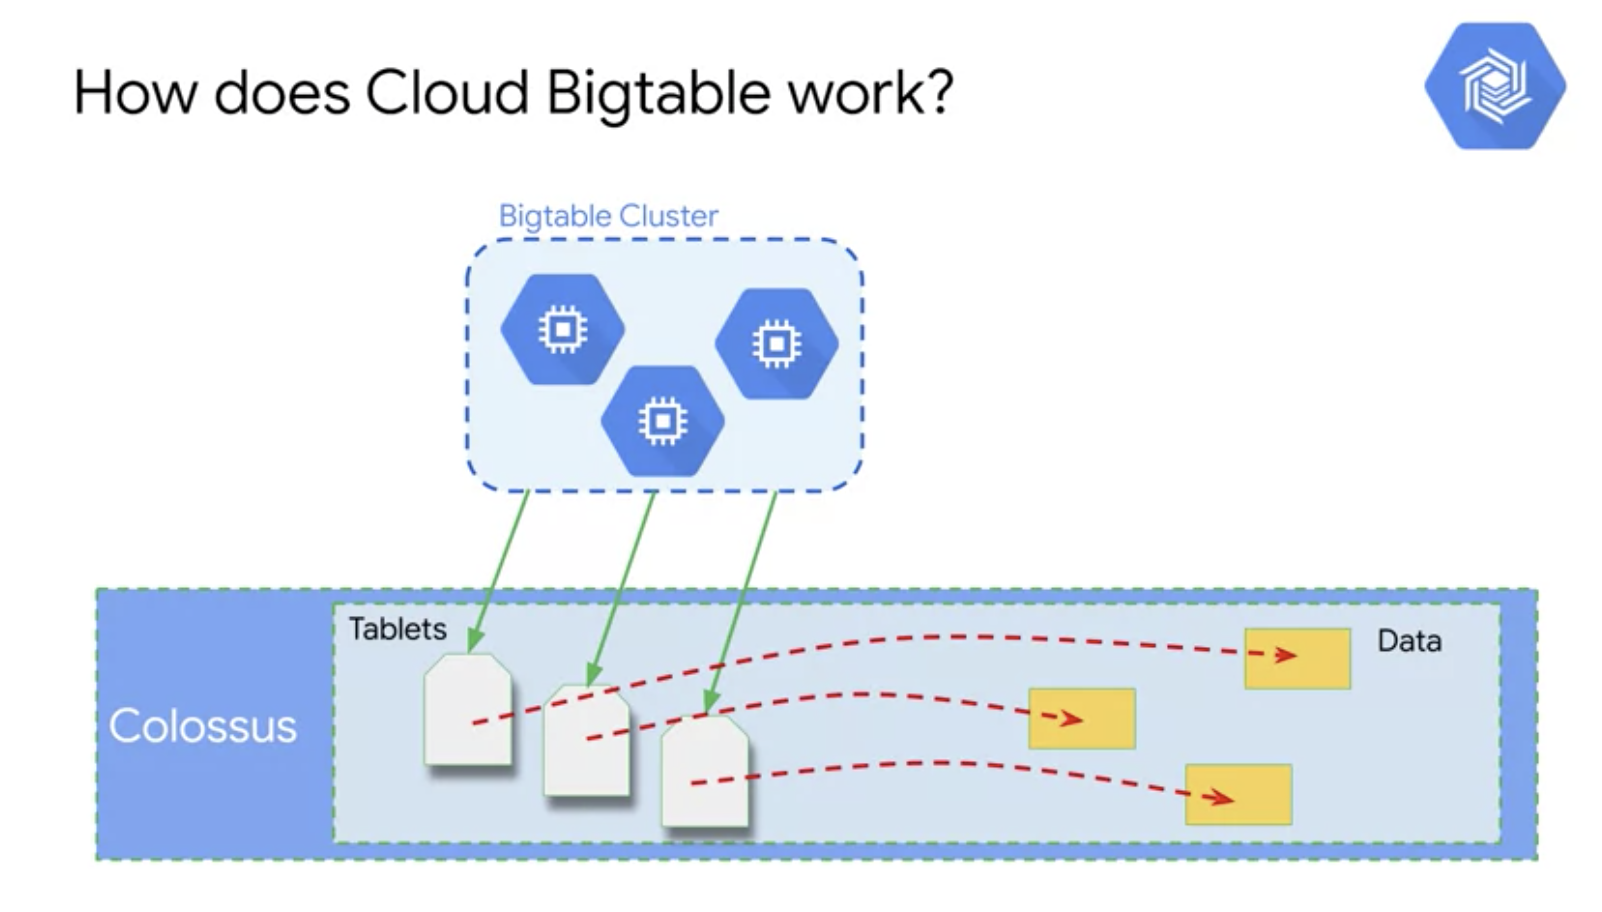 How does Cloud Bigtable work?
Bigtable Cluster
Tablets
Data
Colossus